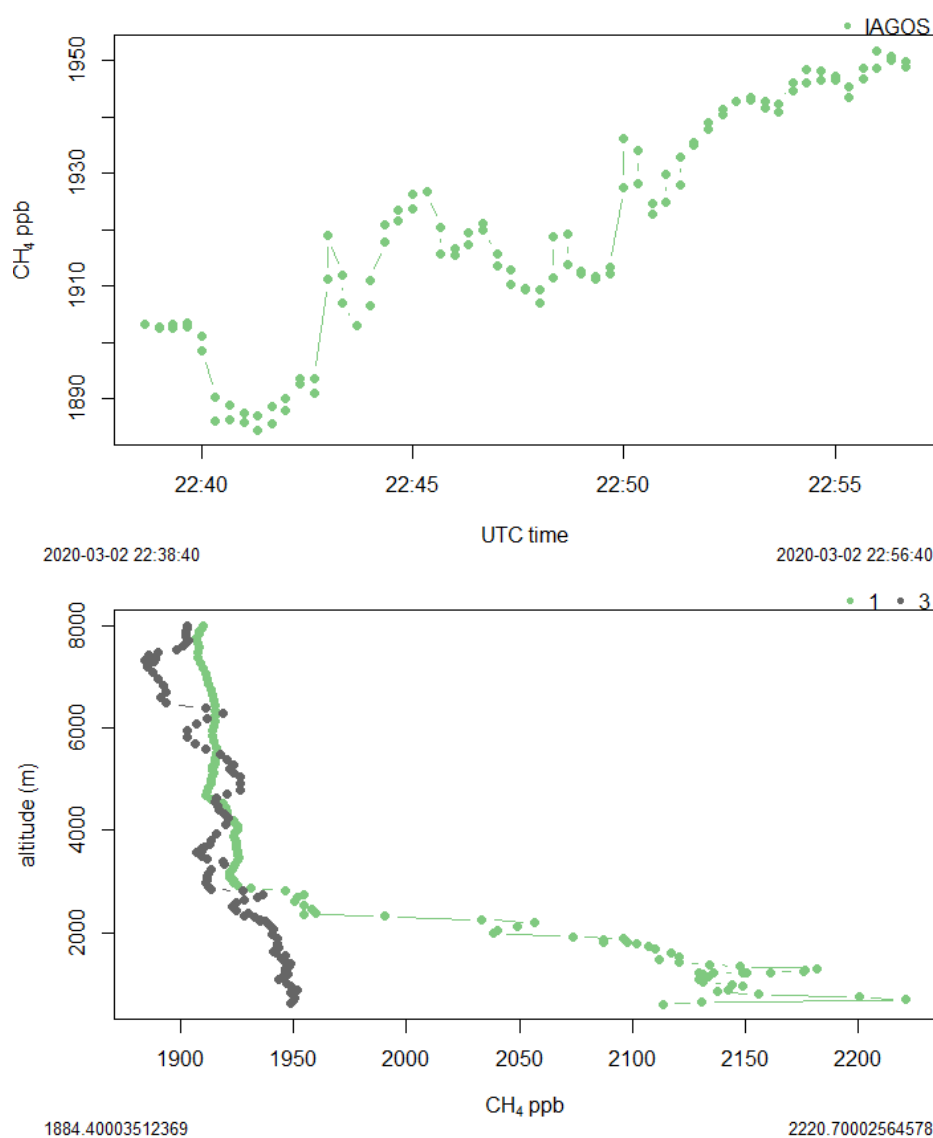 IAGOS
1950
1930
1910
1890
CH₄ ppb
22:40 22:45 22:50 22:55
UTC time
2020-03-02 22:38:40 2020-03-02 22:56:40
1 3
8000
6000
4000
2000
altitude (m)
1900 1950 2000 2050 2100 2150 2200
CH₄ ppb
1884.40003512369 2220.70002564578